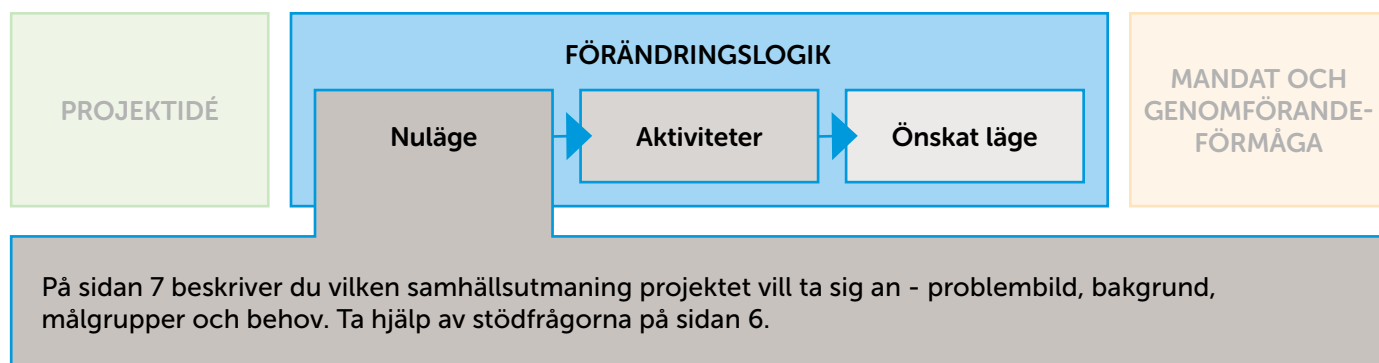 FÖRÄNDRINGSLOGIK
PROJEKTIDÉ
Nuläge
Aktiviteter
Önskat läge
MANDAT OCH
GENOMFÖRANDE-
FÖRMÅGA
På sidan 7 beskriver du vilken samhällsutmaning projektet vill ta sig an - problembild, bakgrund,
målgrupper och behov. Ta hjälp av stödfrågorna på sidan 6.